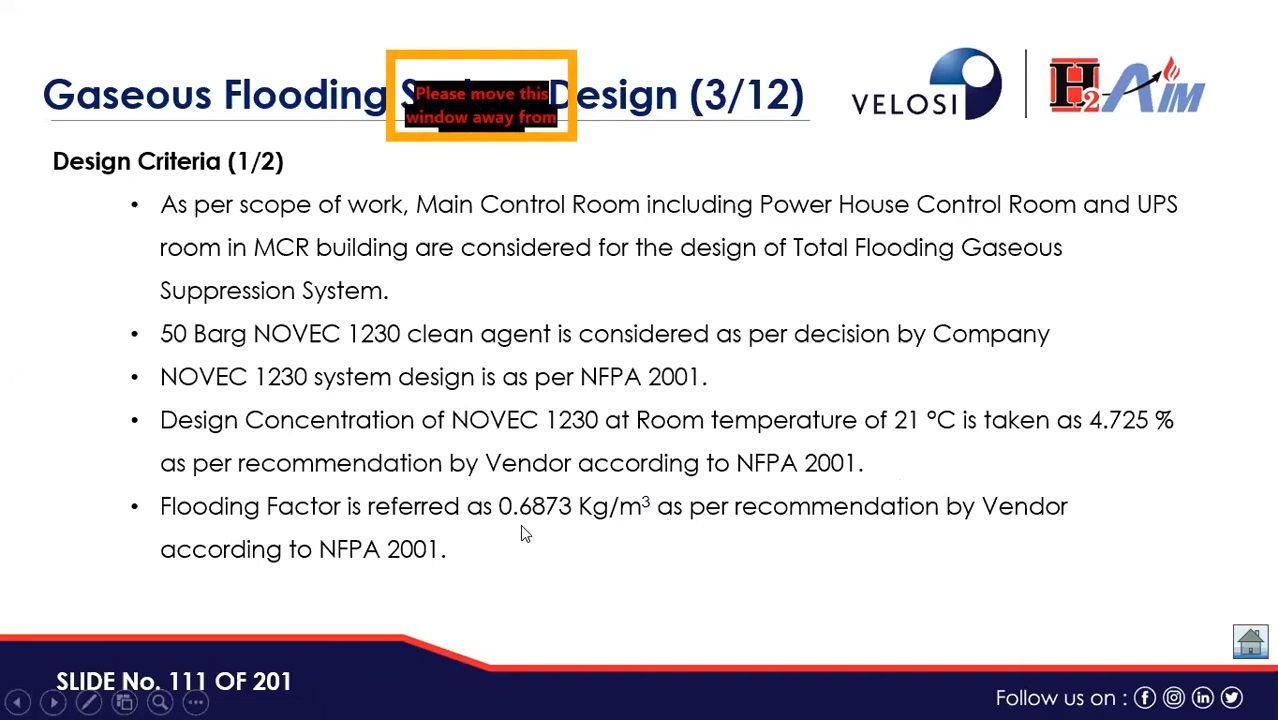 Gaseous Flooding S Design (3/12)
Please move this
window away from
VELOSI
H2AIM
Design Criteria (1/2)
• As per scope of work, Main Control Room including Power House Control Room and UPS
room in MCR building are considered for the design of Total Flooding Gaseous
Suppression System.
• 50 Barg NOVEC 1230 clean agent is considered as per decision by Company
• NOVEC 1230 system design is as per NFPA 2001.
• Design Concentration of NOVEC 1230 at Room temperature of 21 °C is taken as 4.725 %
as per recommendation by Vendor according to NFPA 2001.
• Flooding Factor is referred as 0.6873 Kg/m³ as per recommendation by Vendor
according to NFPA 2001.
SLIDE No. 111 OF 201
Follow us on :